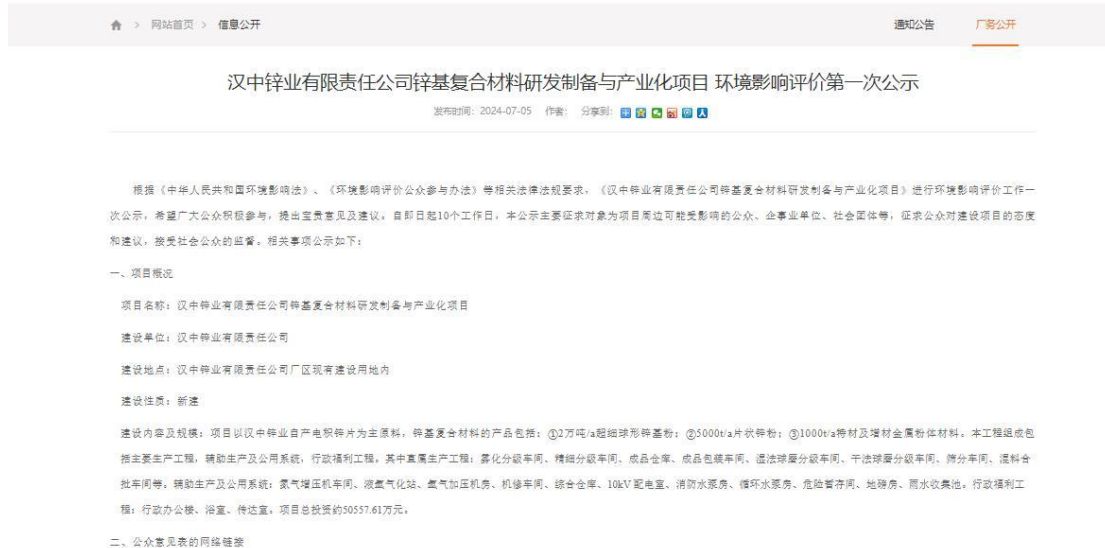 > 网站首页 > 信息公开 通知公告 厂务公开
汉中锌业有限责任公司锌基复合材料研发制备与产业化项目 环境影响评价第一次公示
发布时间：2024-07-05 作者： 分享到：
根据《中华人民共和国环境影响法》、《环境影响评价公众参与办法》等相关法律法规要求，《汉中锌业有限责任公司锌基复合材料研发制备与产业化项目》进行环境影响评价工作一
次公示，希望广大公众积极参与，提出宝贵意见及建议。自即日起10个工作日，本公示主要征求对象为项目周边可能受影响的公众、企事业单位、社会团体等，征求公众对建设项目的态度
和建议，接受社会公众的监督。相关事项公示如下：
一、项目概况
项目名称：汉中锌业有限责任公司锌基复合材料研发制备与产业化项目
建设单位：汉中锌业有限责任公司
建设地点：汉中锌业有限责任公司厂区现有建设用地内
建设性质：新建
建设内容及规模：项目以汉中锌业自产电积锌片为主原料，锌基复合材料的产品包括：①2万吨/a超细球形锌基粉；②5000t/a片状锌粉；③1000t/a特材及增材金属粉体材料。本工程组成包
括主要生产工程，辅助生产及公用系统，行政福利工程。其中直属生产工程：雾化分级车间、精细分级车间、成品仓库、成品包装车间、湿法球磨分级车间、干法球磨分级车间、筛分车间、混料合
批车间等。辅助生产及公用系统：氮气增压机车间、液氩气化站、氩气加压机房、机修车间、综合仓库、10kV 配电室、消防水泵房、循环水泵房、危险暂存间、地磅房、雨水收集池。行政福利工
程：行政办公楼、浴室、传达室。项目总投资约50557.61万元。
二、公众意见表的网络链接